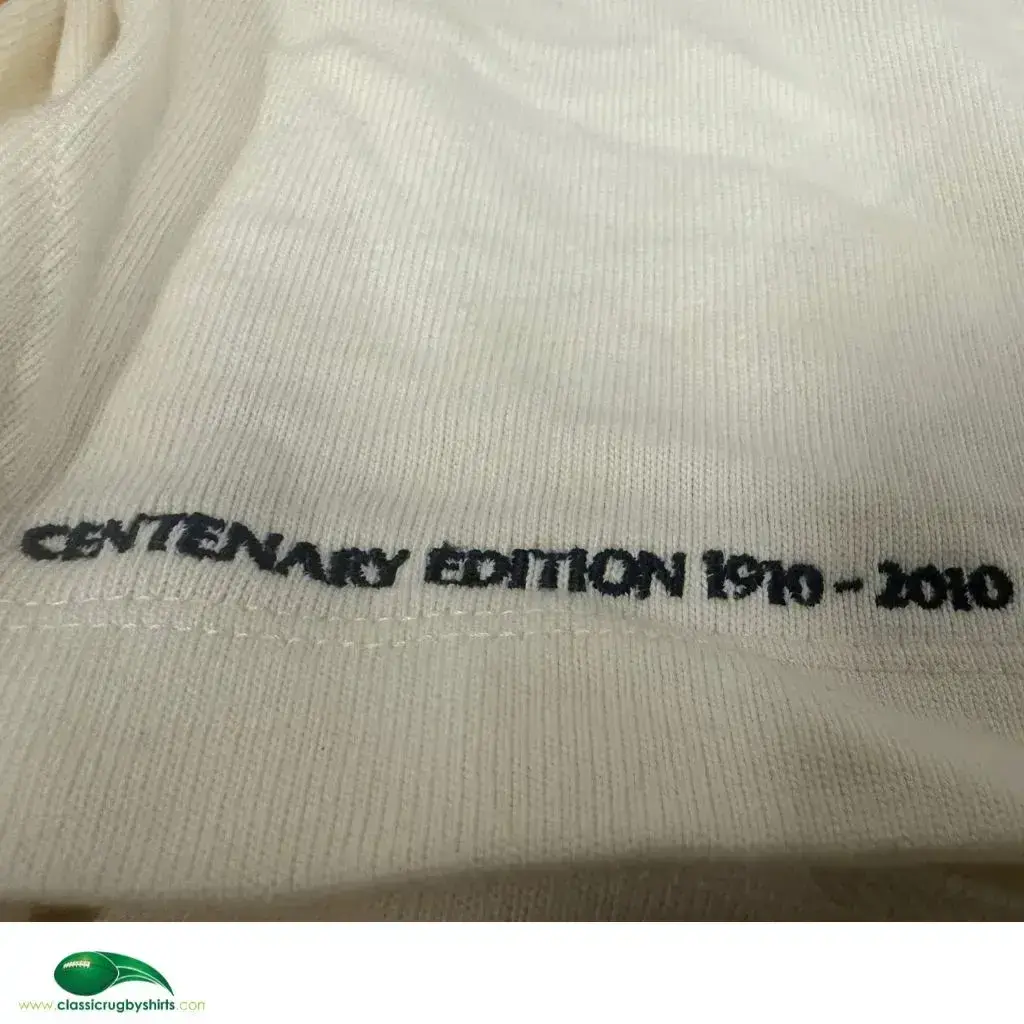 CENTENARY EDITION 1910 - 2010
www.classicrugbyshirts.com